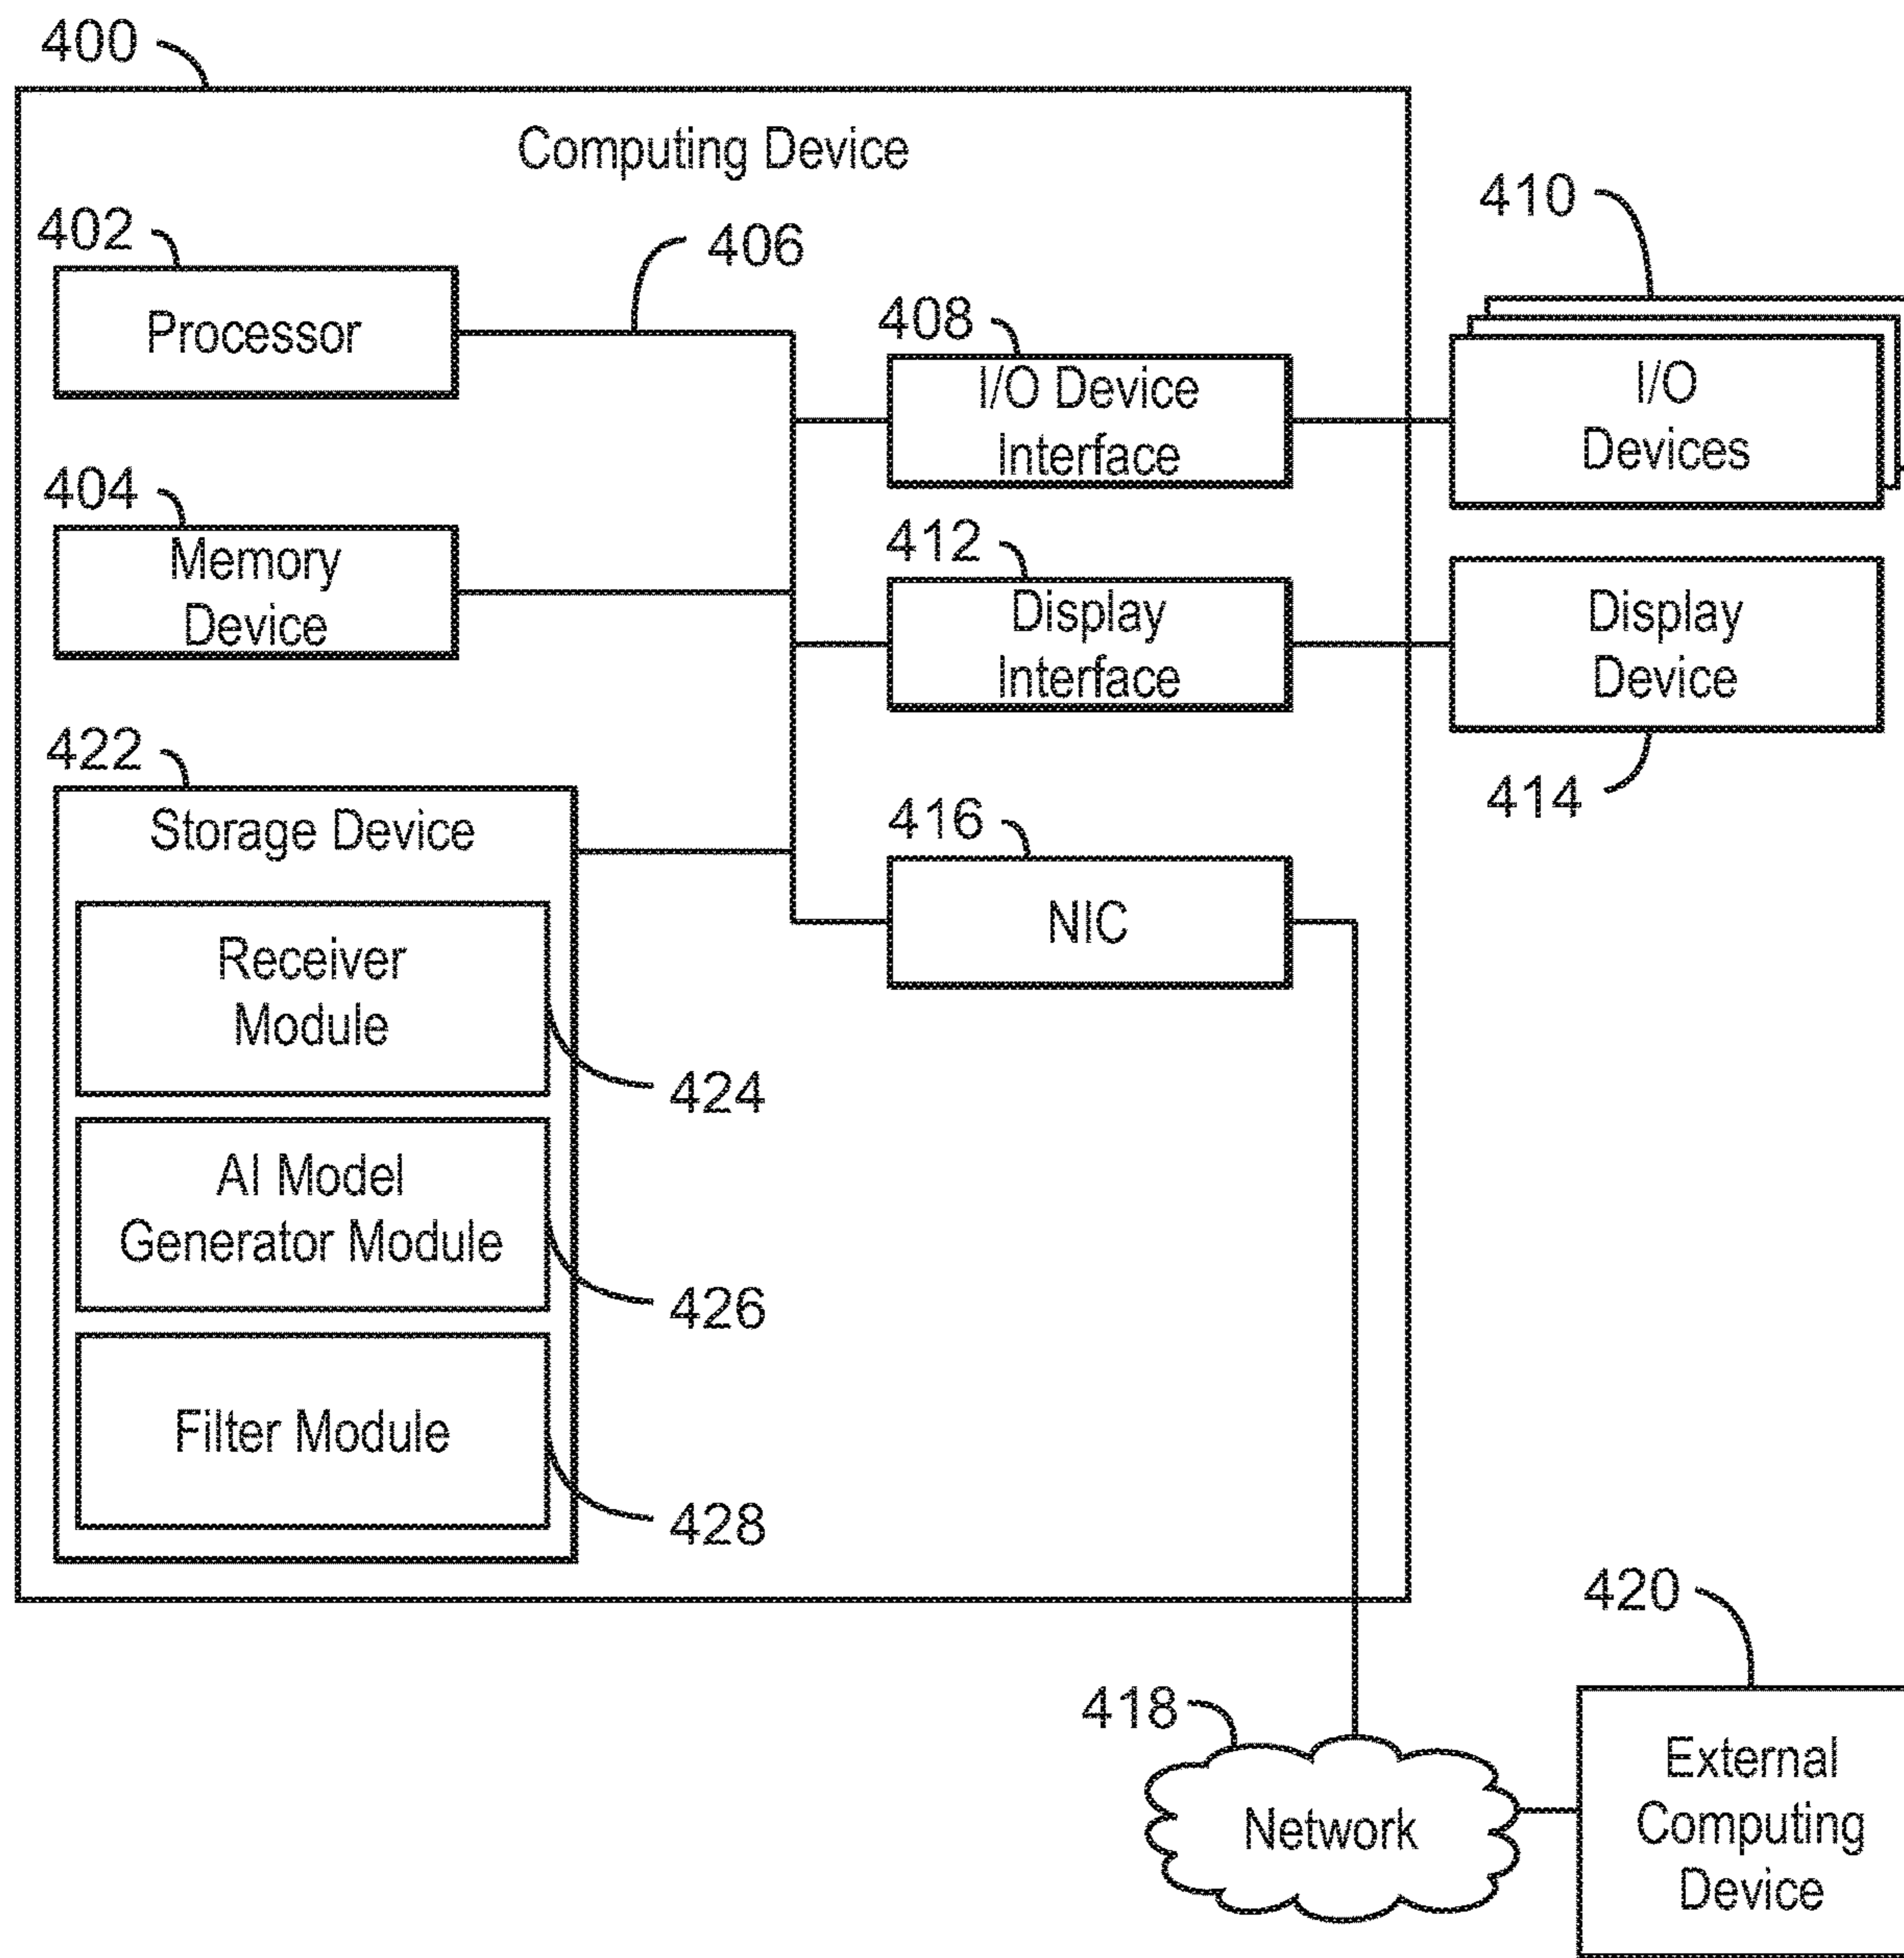 400
Computing Device
402
Processor
406
408
I/O Device
Interface
410
I/O
Devices
404
Memory
Device
412
Display
Interface
Display
Device
414
422
Storage Device
416
NIC
Receiver
Module
424
AI Model
Generator Module
426
Filter Module
428
418
Network
420
External
Computing
Device